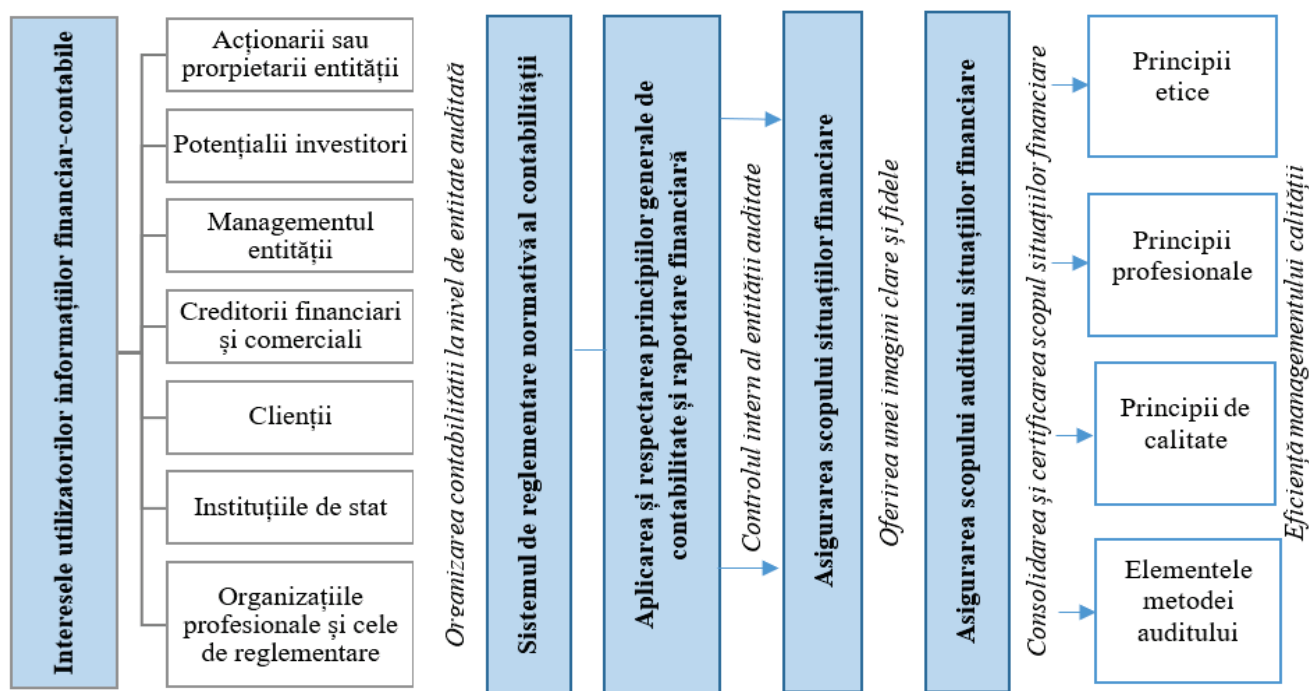 Interesele utilizatorilor informațiilor financiar-contabile
Acționarii sau
prorpietarii entității
Potențialii investitori
Managementul
entității
Creditorii financiari
și comerciali
Clienții
Instituțiile de stat
Organizațiile
profesionale și cele
de reglementare
Organizarea contabilității la nivel de entitate auditată
Sistemul de reglementare normativă al contabilității
Aplicarea și respectarea principiilor generale de
contabilitate și raportare financiară
Controlul intern al entității auditate
Asigurarea scopului situațiilor financiare
Oferirea unei imagini clare și fidele
Asigurarea scopului auditului situațiilor financiare
Consolidarea și certificarea scopul situațiilor financiare
Principii
etice
Principii
profesionale
Principii de
calitate
Elementele
metodei
auditului
Eficiență managementului calității